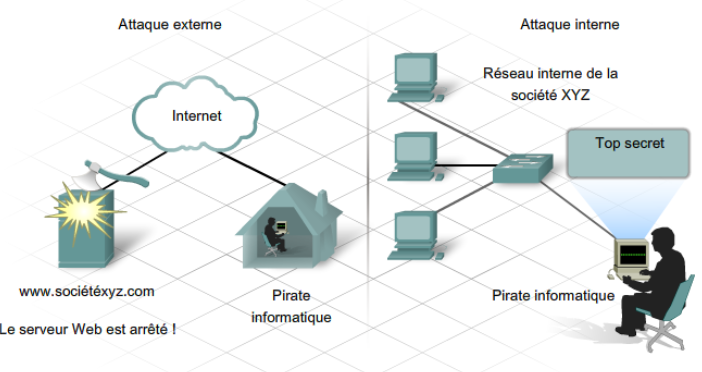 Attaque externe
Internet
www.sociétéxyz.com
Le serveur Web est arrêté !
Pirate
informatique
Attaque interne
Réseau interne de la
société XYZ
Top secret
Pirate informatique